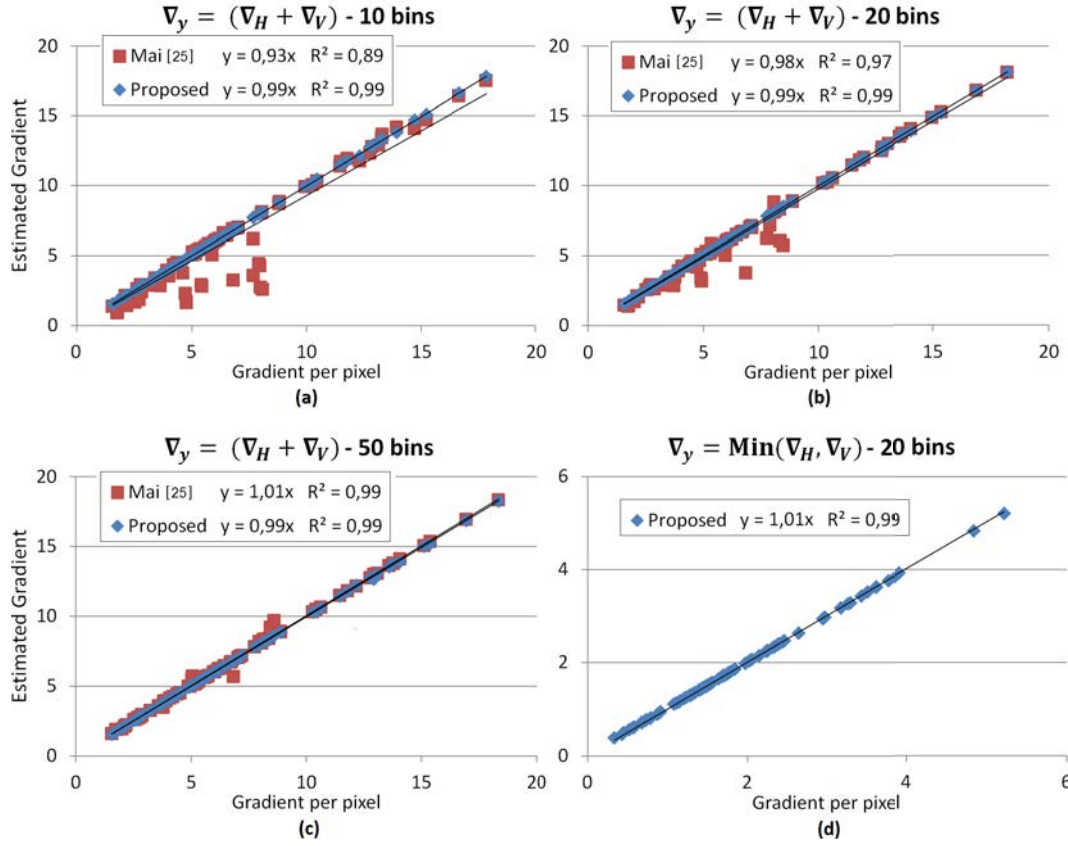 ∇y = (∇H + ∇V) - 10 bins
20
15
10
5
0
Estimated Gradient
Mai [25] y = 0,93x R² = 0,89
Proposed y = 0,99x R² = 0,99
0 5 10 15 20
Gradient per pixel
(a)
∇y = (∇H + ∇V) - 20 bins
20
15
10
5
0
Mai [25] y = 0,98x R² = 0,97
Proposed y = 0,99x R² = 0,99
0 5 10 15 20
Gradient per pixel
(b)
∇y = (∇H + ∇V) - 50 bins
20
15
10
5
0
Estimated Gradient
Mai [25] y = 1,01x R² = 0,99
Proposed y = 0,99x R² = 0,99
0 5 10 15 20
Gradient per pixel
(c)
∇y = Min(∇H, ∇V) - 20 bins
6
4
2
0
Proposed y = 1,01x R² = 0,99
0 2 4 6
Gradient per pixel
(d)